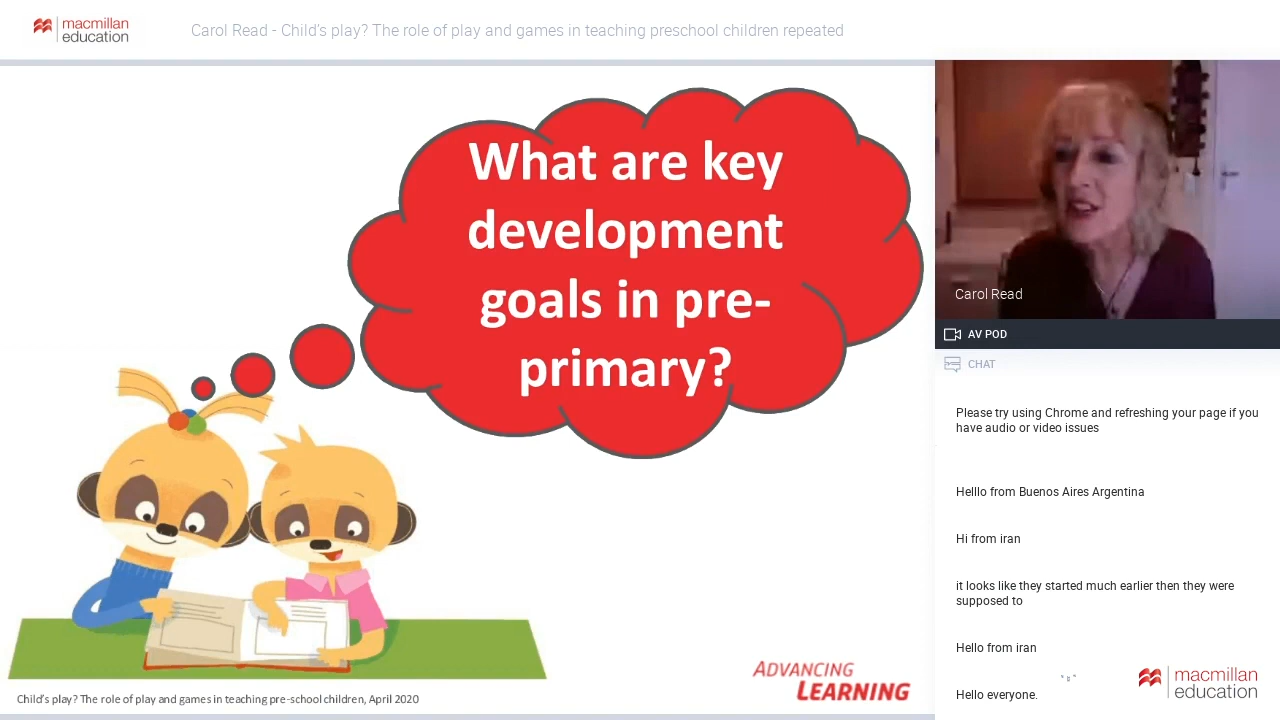 macmillan
education
Carol Read - Child's play? The role of play and games in teaching preschool children repeated
What are key
development
goals in pre-
primary?
ADVANCING
LEARNING
Child's play? The role of play and games in teaching pre-school children, April 2020
Carol Read
AV POD
CHAT
Please try using Chrome and refreshing your page if you
have audio or video issues
Helllo from Buenos Aires Argentina
Hi from iran
it looks like they started much earlier then they were
supposed to
Hello from iran
Hello everyone.
macmillan
education